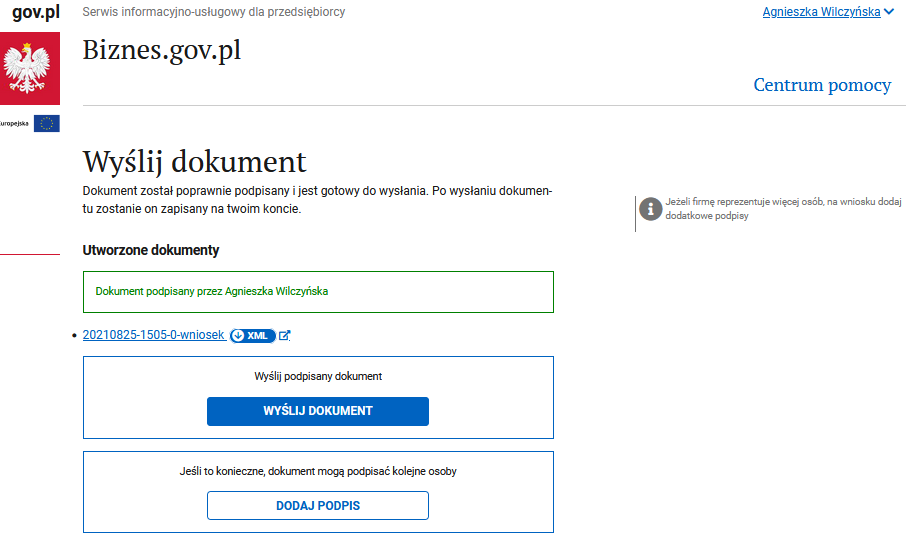 gov.pl Serwis informacyjno-usługowy dla przedsiębiorcy
Agnieszka Wilczyńska
Biznes.gov.pl
Centrum pomocy
uropejska
Wyślij dokument
Dokument został poprawnie podpisany i jest gotowy do wysłania. Po wysłaniu dokumen-
tu zostanie on zapisany na twoim koncie.
Jeżeli firmę reprezentuje więcej osób, na wniosku dodaj
dodatkowe podpisy
Utworzone dokumenty
Dokument podpisany przez Agnieszka Wilczyńska
20210825-1505-0-wniosek XML
Wyślij podpisany dokument
WYŚLIJ DOKUMENT
Jeśli to konieczne, dokument mogą podpisać kolejne osoby
DODAJ PODPIS